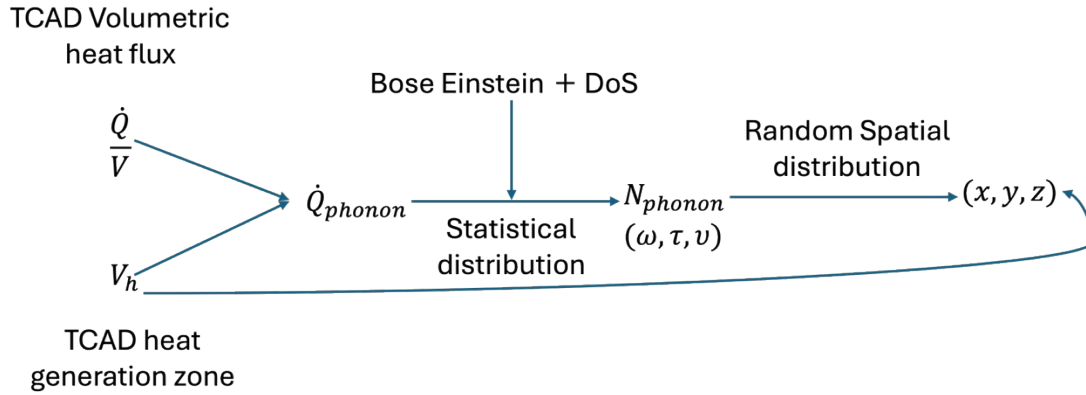 TCAD Volumetric
heat flux
Q̇
V
Bose Einstein + DoS
Random Spatial
distribution
Q̇phonon
Nphonon
(ω, τ, υ)
(x, y, z)
Statistical
distribution
Vh
TCAD heat
generation zone